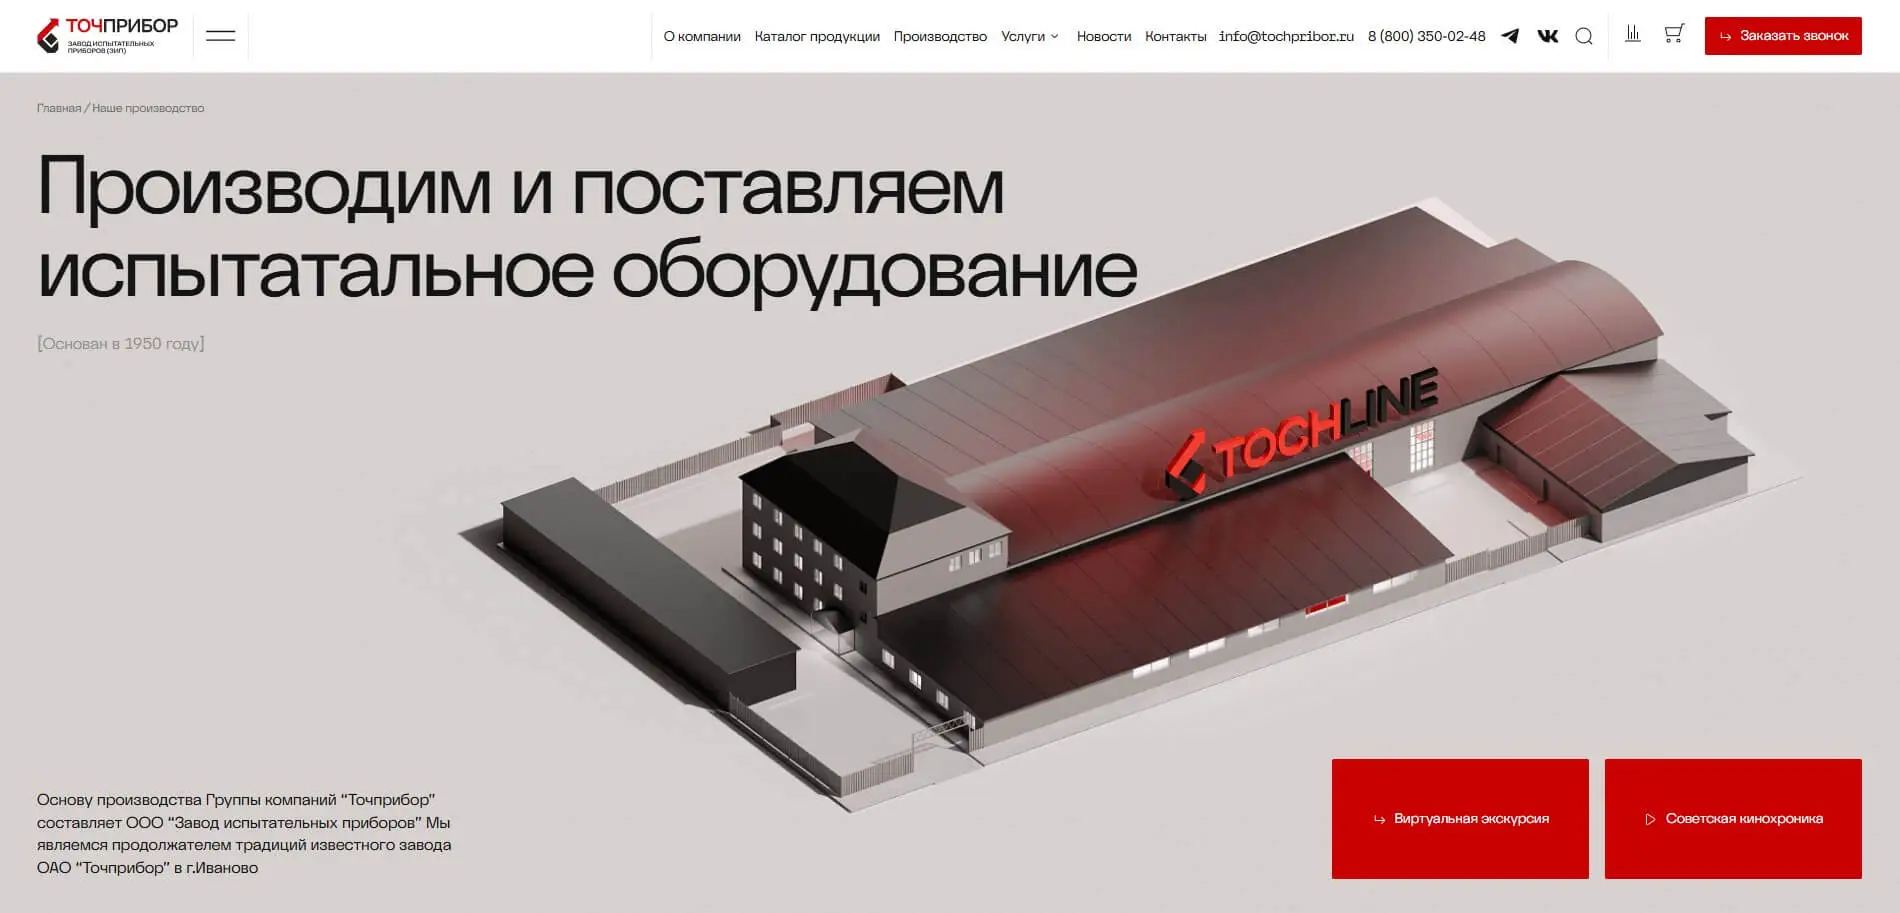 ТОЧПРИБОР
ЗАВОД ИСПЫТАТЕЛЬНЫХ
ПРИБОРОВ (ЗИП)
О компании Каталог продукции Производство Услуги Новости Контакты info@tochpribor.ru 8 (800) 350-02-48 Заказать звонок
Главная / Наше производство
Производим и поставляем
испытатальное оборудование
[Основан в 1950 году]
TOCHLINE
Основу производства Группы компаний “Точприбор”
составляет ООО “Завод испытательных приборов” Мы
являемся продолжателем традиций известного завода
ОАО “Точприбор” в г.Иваново
Виртуальная экскурсия
Советская кинохроника